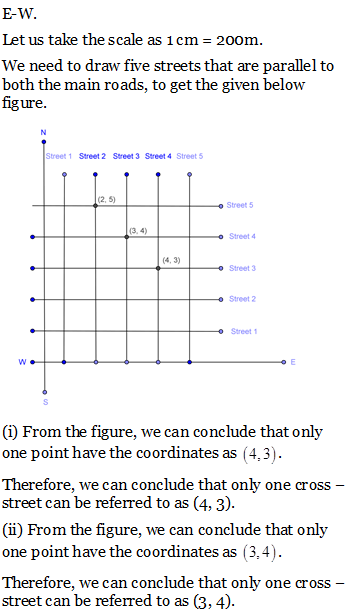 E-W.
Let us take the scale as 1 cm = 200m.
We need to draw five streets that are parallel to
both the main roads, to get the given below
figure.
N
Street 1 Street 2 Street 3 Street 4 Street 5
(2, 5)
Street 5
(3, 4)
Street 4
(4, 3)
Street 3
Street 2
Street 1
W
E
S
(i) From the figure, we can conclude that only
one point have the coordinates as (4,3).
Therefore, we can conclude that only one cross –
street can be referred to as (4, 3).
(ii) From the figure, we can conclude that only
one point have the coordinates as (3,4).
Therefore, we can conclude that only one cross –
street can be referred to as (3, 4).